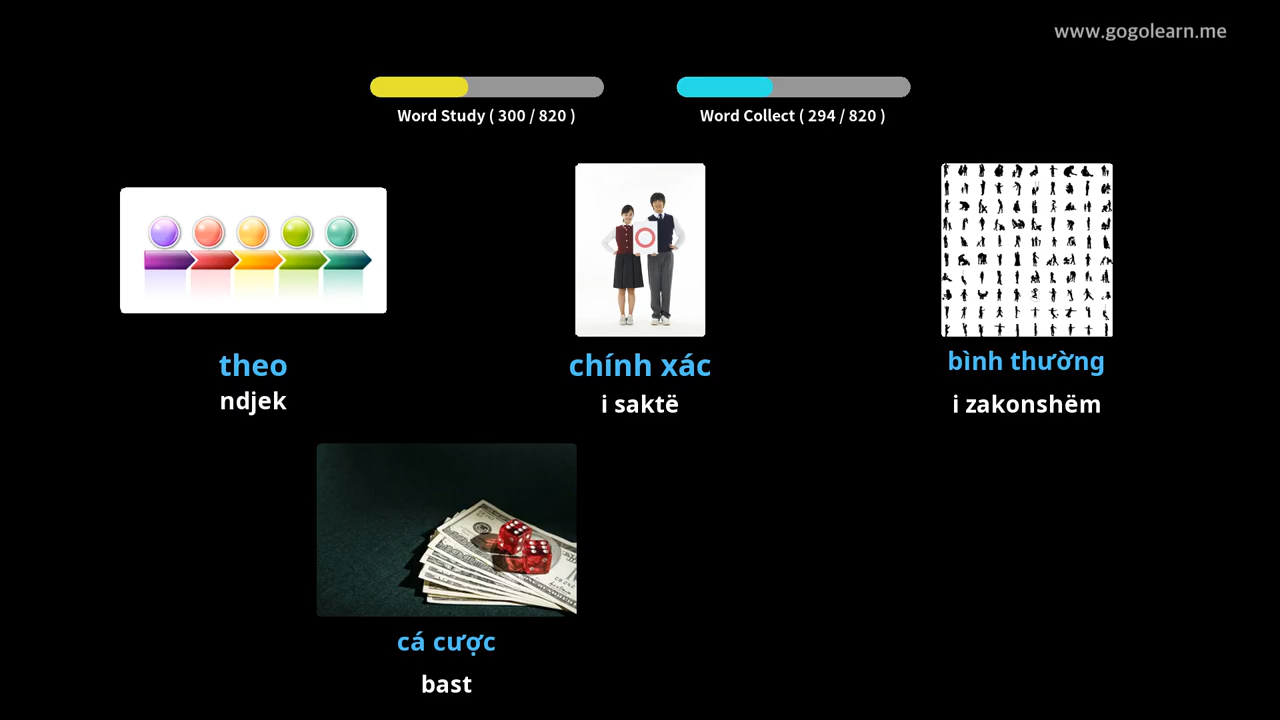 www.gogolearn.me
Word Study ( 300 / 820 )
Word Collect ( 294 / 820 )
theo
ndjek
chính xác
i saktë
bình thường
i zakonshëm
cá cược
bast